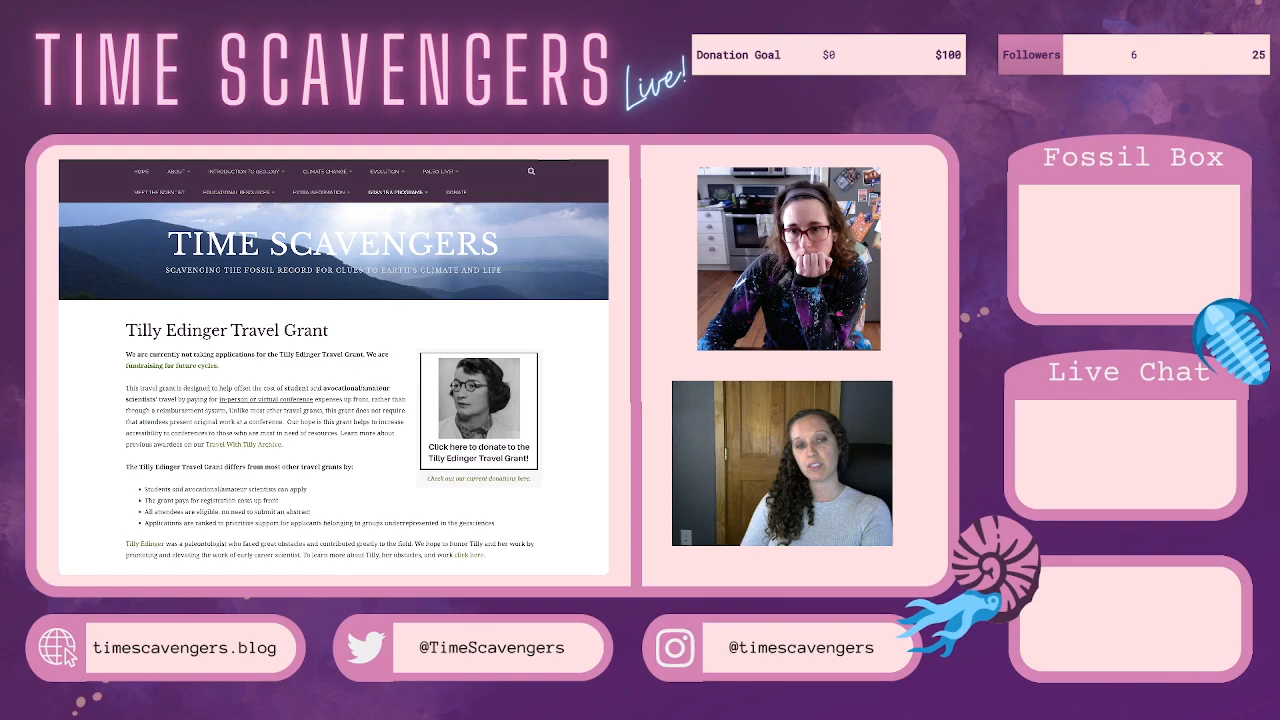 TIME SCAVENGERS
Live!
Donation Goal $0 $100
Followers 6 25
HOME ABOUT INTRODUCTION TO GEOLOGY CLIMATE CHANGE EVOLUTION PALEO LIVE!
MEET THE SCIENTIST EDUCATIONAL RESOURCES EXTRA INFORMATION GRANTS & PROGRAMS DONATE
TIME SCAVENGERS
SCAVENGING THE FOSSIL RECORD FOR CLUES TO EARTH'S CLIMATE AND LIFE
Tilly Edinger Travel Grant
We are currently not taking applications for the Tilly Edinger Travel Grant. We are
fundraising for future cycles.
This travel grant is designed to help offset the cost of student and avocational/amateur
scientists' travel by paying for in-person or virtual conference expenses up front, rather than
through a reimbursement system. Unlike most other travel grants, this grant does not require
that attendees present original work at a conference. Our hope is this grant helps to increase
accessibility to conferences to those who are most in need of resources. Learn more about
previous awardees on our Travel With Tilly Archive.
Click here to donate to the
Tilly Edinger Travel Grant!
Check out our current donations here.
The Tilly Edinger Travel Grant differs from most other travel grants by:
• Students and avocational/amateur scientists can apply
• The grant pays for registration costs up front
• All attendees are eligible, no need to submit an abstract
• Applications are ranked to prioritize support for applicants belonging to groups underrepresented in the geosciences
Tilly Edinger was a paleontologist who faced great obstacles and contributed greatly to the field. We hope to honor Tilly and her work by
promoting and elevating the work of early career scientist. To learn more about Tilly, her obstacles, and work click here.
Fossil Box
Live Chat
timescavengers.blog
@TimeScavengers
@timescavengers